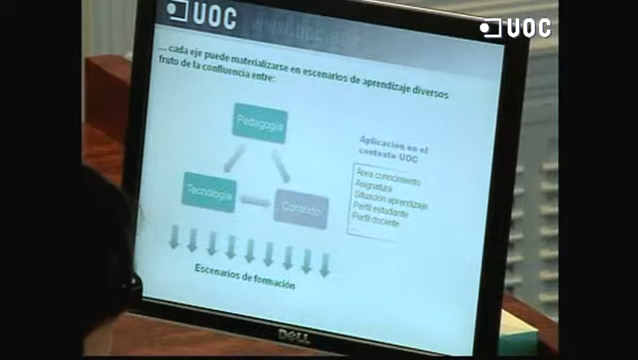 UOC
UOC
... cada eje puede materializarse en escenarios de aprendizaje diversos
fruto de la confluencia entre:
Pedagogía
Tecnología
Contexto
Aplicación en el
contexto UOC
Área conocimiento
Asignatura
Situación aprendizaje
Perfil estudiante
Perfil docente
...
Escenarios de formación
DELL